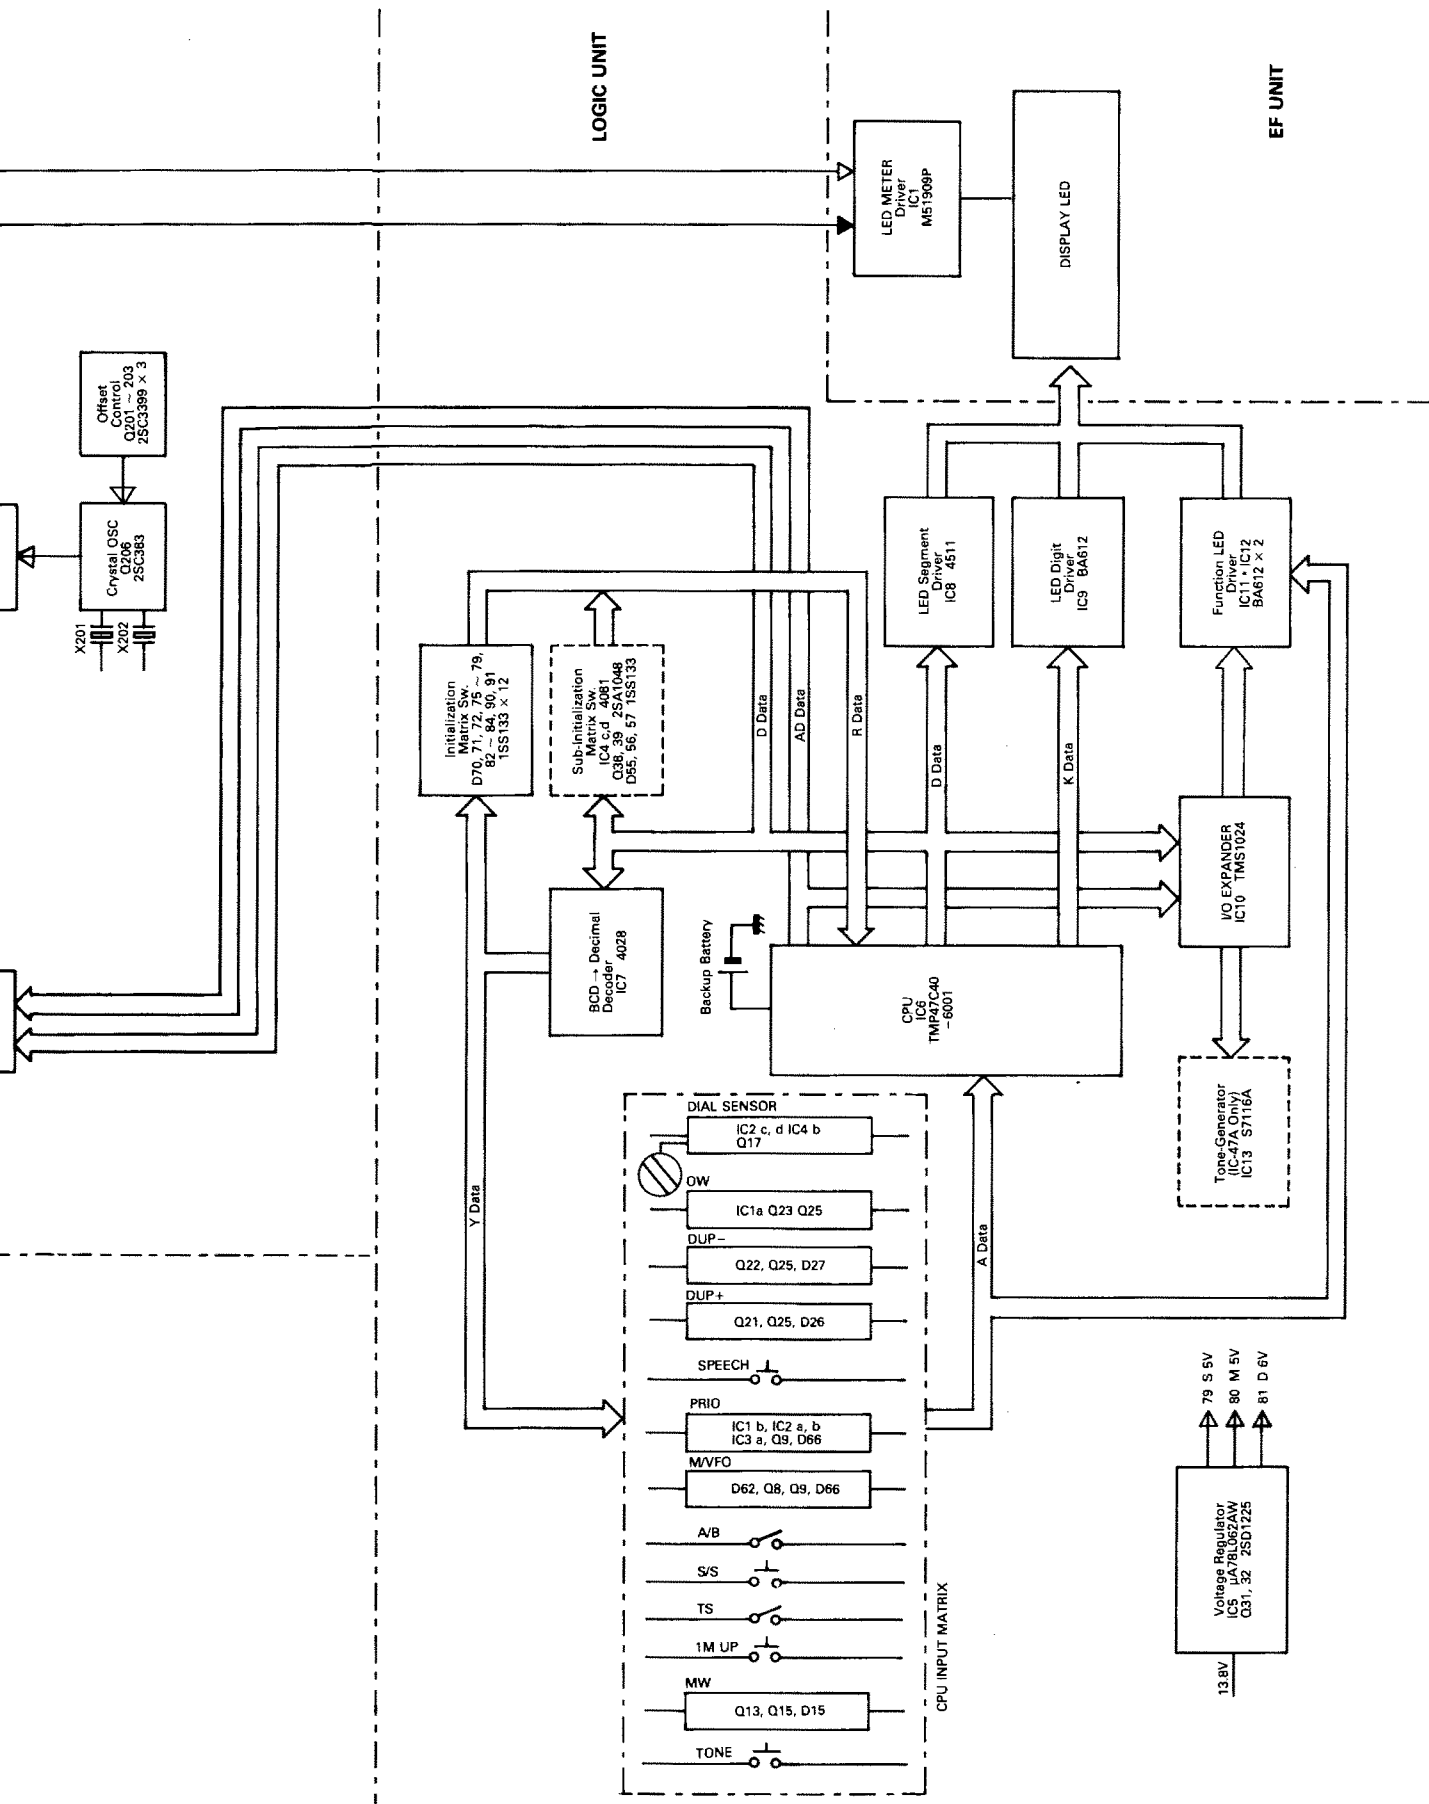 LOGIC UNIT
EF UNIT
LED METER
Driver
IC1
M51909P
DISPLAY LED
Offset
Control
Q201 ~ 203
2SC3399 × 3
Crystal OSC
Q206
2SC383
X201
X202
Initialization
Matrix Sw.
D70, 71, 72, 75 ~ 79,
82 ~ 84, 90, 91
1SS133 × 12
Sub-Initialization
Matrix Sw.
IC4 c,d 4081
Q38, 39 2SA1048
D55, 56, 57 1SS133
D Data
AD Data
R Data
D Data
K Data
LED Segment
Driver
IC8 4511
LED Digit
Driver
IC9 BA612
Function LED
Driver
IC11 • IC12
BA612 × 2
BCD → Decimal
Decoder
IC7 4028
Backup Battery
CPU
IC6
TMP47C40
-6001
I/O EXPANDER
IC10 TMS1024
Tone-Generator
(IC-47A Only)
IC13 S7116A
Y Data
A Data
DIAL SENSOR
IC2 c, d IC4 b
Q17
OW
IC1a Q23 Q25
DUP−
Q22, Q25, D27
DUP+
Q21, Q25, D26
SPEECH
PRIO
IC1 b, IC2 a, b
IC3 a, Q9, D66
M/VFO
D62, Q8, Q9, D66
A/B
S/S
TS
1M UP
MW
Q13, Q15, D15
TONE
CPU INPUT MATRIX
79 S 5V
80 M 5V
81 D 6V
Voltage Regulator
IC5 μA78L062AW
Q31, 32 2SD1225
13.8V